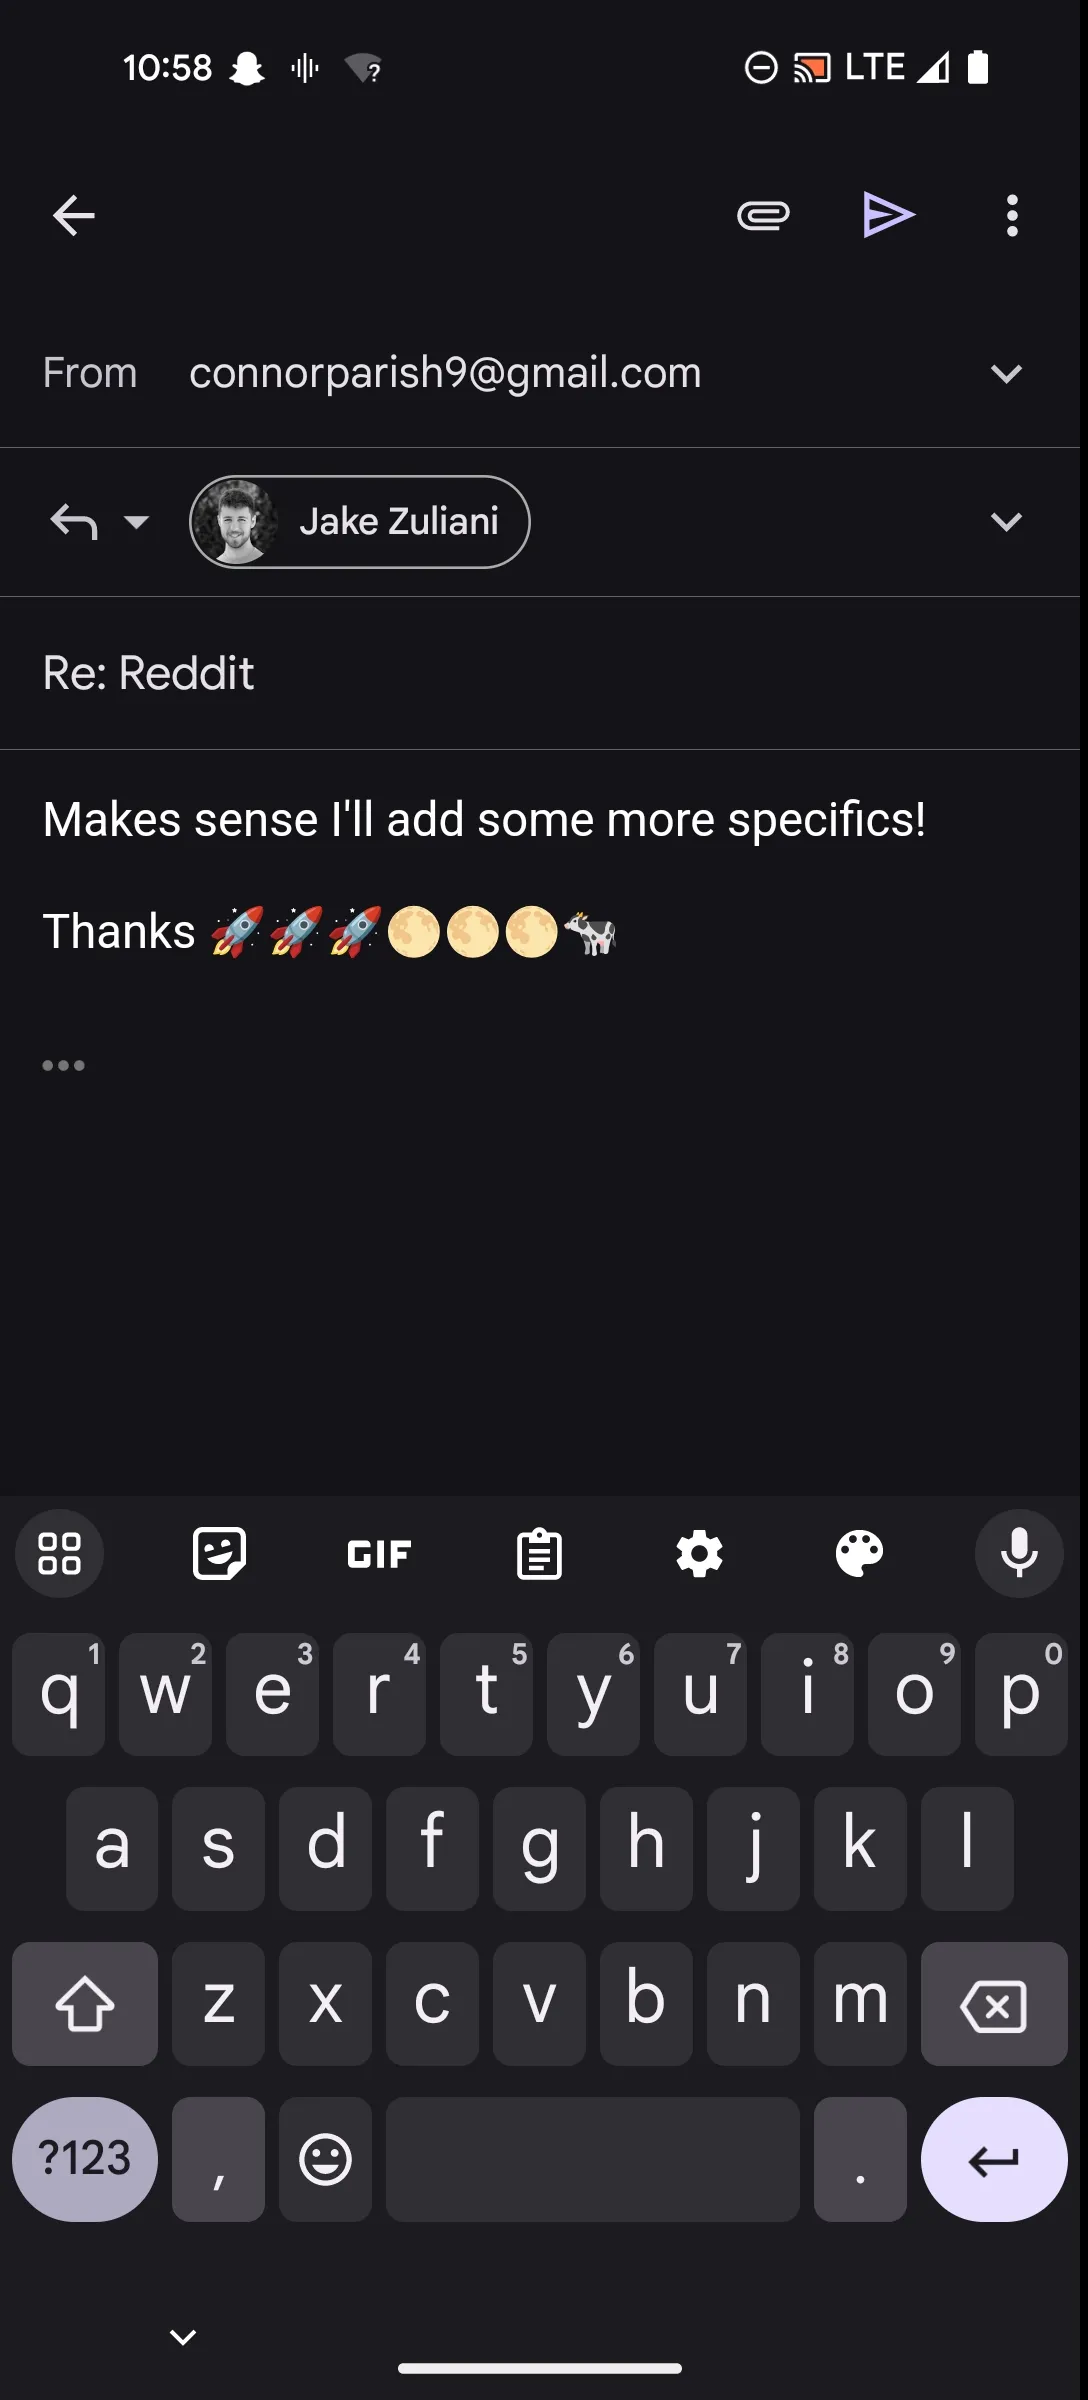 10:58
LTE
From connorparish9@gmail.com
Jake Zuliani
Re: Reddit
Makes sense I'll add some more specifics!
Thanks 🚀🚀🚀🌕🌕🌕🐄
GIF
q 1 w 2 e 3 r 4 t 5 y 6 u 7 i 8 o 9 p 0
a s d f g h j k l
z x c v b n m
?123 , .